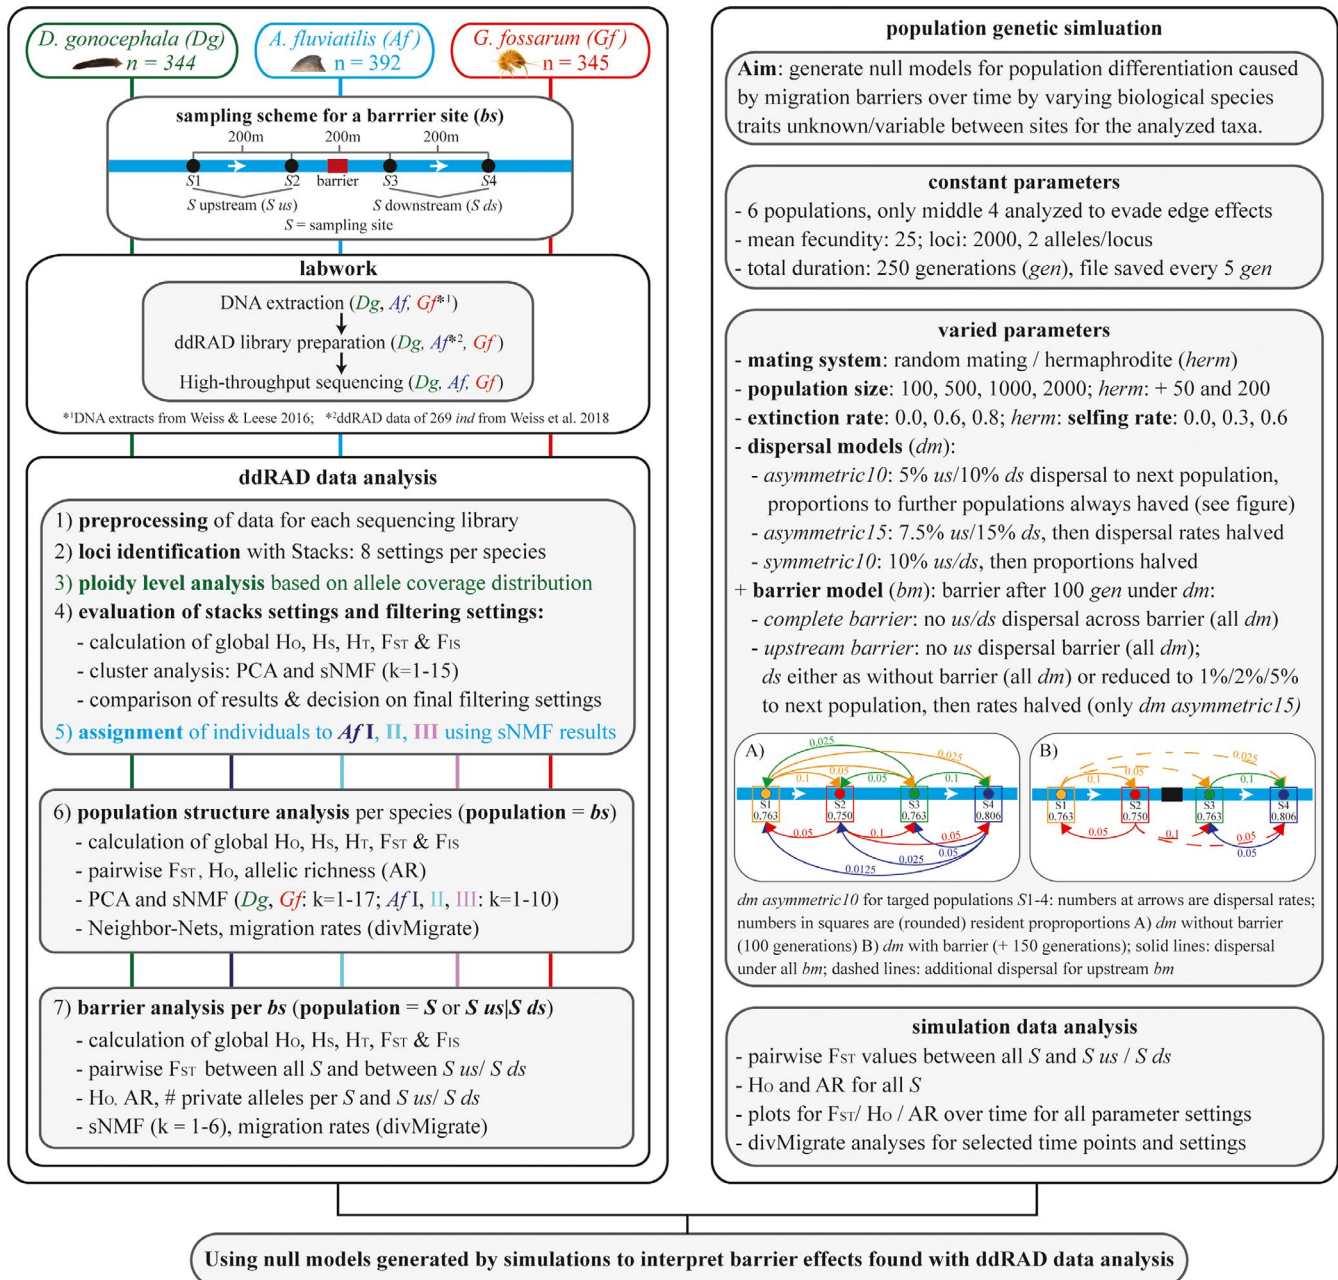 D. gonocephala (Dg)
n = 344
A. fluviatilis (Af)
n = 392
G. fossarum (Gf)
n = 345
sampling scheme for a barrrier site (bs)
200m 200m 200m
S1 S2 barrier S3 S4
S upstream (S us) S downstream (S ds)
S = sampling site
labwork
DNA extraction (Dg, Af, Gf*1)
ddRAD library preparation (Dg, Af*2, Gf)
High-throughput sequencing (Dg, Af, Gf)
*1DNA extracts from Weiss & Leese 2016; *2ddRAD data of 269 ind from Weiss et al. 2018
ddRAD data analysis
1) preprocessing of data for each sequencing library
2) loci identification with Stacks: 8 settings per species
3) ploidy level analysis based on allele coverage distribution
4) evaluation of stacks settings and filtering settings:
- calculation of global HO, HS, HT, FST & FIS
- cluster analysis: PCA and sNMF (k=1-15)
- comparison of results & decision on final filtering settings
5) assignment of individuals to Af I, II, III using sNMF results
6) population structure analysis per species (population = bs)
- calculation of global HO, HS, HT, FST & FIS
- pairwise FST, HO, allelic richness (AR)
- PCA and sNMF (Dg, Gf: k=1-17; Af I, II, III: k=1-10)
- Neighbor-Nets, migration rates (divMigrate)
7) barrier analysis per bs (population = S or S us|S ds)
- calculation of global HO, HS, HT, FST & FIS
- pairwise FST between all S and between S us/ S ds
- HO, AR, # private alleles per S and S us/ S ds
- sNMF (k = 1-6), migration rates (divMigrate)
population genetic simluation
Aim: generate null models for population differentiation caused
by migration barriers over time by varying biological species
traits unknown/variable between sites for the analyzed taxa.
constant parameters
- 6 populations, only middle 4 analyzed to evade edge effects
- mean fecundity: 25; loci: 2000, 2 alleles/locus
- total duration: 250 generations (gen), file saved every 5 gen
varied parameters
- mating system: random mating / hermaphrodite (herm)
- population size: 100, 500, 1000, 2000; herm: + 50 and 200
- extinction rate: 0.0, 0.6, 0.8; herm: selfing rate: 0.0, 0.3, 0.6
- dispersal models (dm):
- asymmetric10: 5% us/10% ds dispersal to next population,
proportions to further populations always haved (see figure)
- asymmetric15: 7.5% us/15% ds, then dispersal rates halved
- symmetric10: 10% us/ds, then proportions halved
+ barrier model (bm): barrier after 100 gen under dm:
- complete barrier: no us/ds dispersal across barrier (all dm)
- upstream barrier: no us dispersal barrier (all dm);
ds either as without barrier (all dm) or reduced to 1%/2%/5%
to next population, then rates halved (only dm asymmetric15)
A)
0.025 0.025
0.05 0.1 0.05 0.05 0.1
S1 S2 S3 S4
0.763 0.750 0.763 0.806
0.05 0.1 0.05 0.05
0.025
0.0125
B)
0.025
0.1 0.05 0.1
S1 S2 S3 S4
0.763 0.750 0.763 0.806
0.05 0.1 0.05
0.05
dm asymmetric10 for targed populations S1-4: numbers at arrows are dispersal rates;
numbers in squares are (rounded) resident proproportions A) dm without barrier
(100 generations) B) dm with barrier (+ 150 generations); solid lines: dispersal
under all bm; dashed lines: additional dispersal for upstream bm
simulation data analysis
- pairwise FST values between all S and S us / S ds
- HO and AR for all S
- plots for FST/ HO / AR over time for all parameter settings
- divMigrate analyses for selected time points and settings
Using null models generated by simulations to interpret barrier effects found with ddRAD data analysis